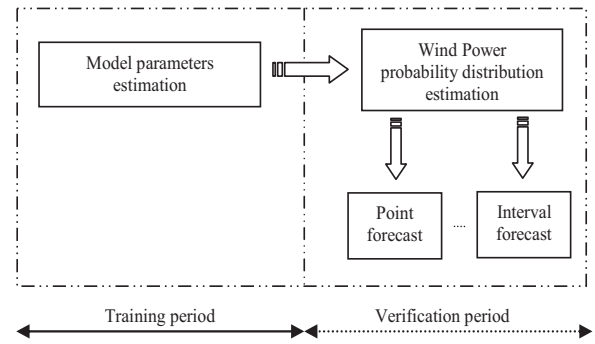 Model parameters
estimation
Wind Power
probability distribution
estimation
Point
forecast
....
Interval
forecast
Training period
Verification period